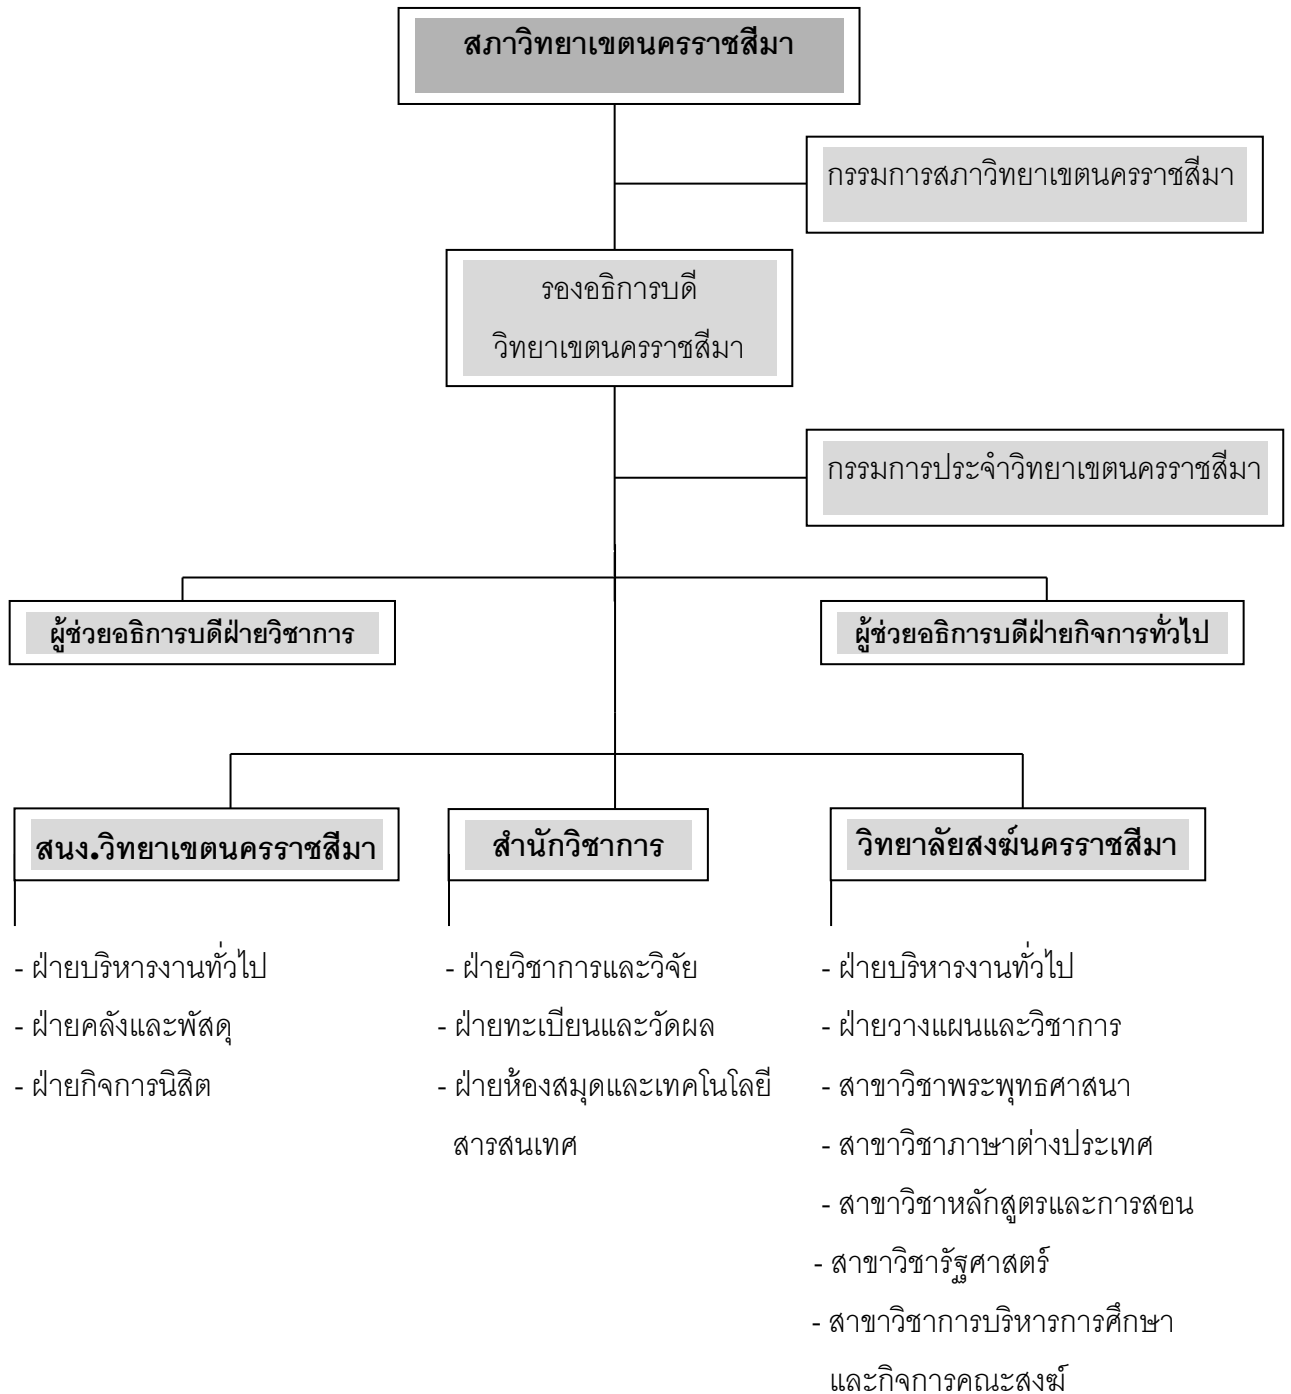 สภาวิทยาเขตนครราชสีมา
กรรมการสภาวิทยาเขตนครราชสีมา
รองอธิการบดี
วิทยาเขตนครราชสีมา
กรรมการประจำวิทยาเขตนครราชสีมา
ผู้ช่วยอธิการบดีฝ่ายวิชาการ
ผู้ช่วยอธิการบดีฝ่ายกิจการทั่วไป
สนง.วิทยาเขตนครราชสีมา
- ฝ่ายบริหารงานทั่วไป
- ฝ่ายคลังและพัสดุ
- ฝ่ายกิจการนิสิต
สำนักวิชาการ
- ฝ่ายวิชาการและวิจัย
- ฝ่ายทะเบียนและวัดผล
- ฝ่ายห้องสมุดและเทคโนโลยี
สารสนเทศ
วิทยาลัยสงฆ์นครราชสีมา
- ฝ่ายบริหารงานทั่วไป
- ฝ่ายวางแผนและวิชาการ
- สาขาวิชาพระพุทธศาสนา
- สาขาวิชาภาษาต่างประเทศ
- สาขาวิชาหลักสูตรและการสอน
- สาขาวิชารัฐศาสตร์
- สาขาวิชาการบริหารการศึกษา
และกิจการคณะสงฆ์